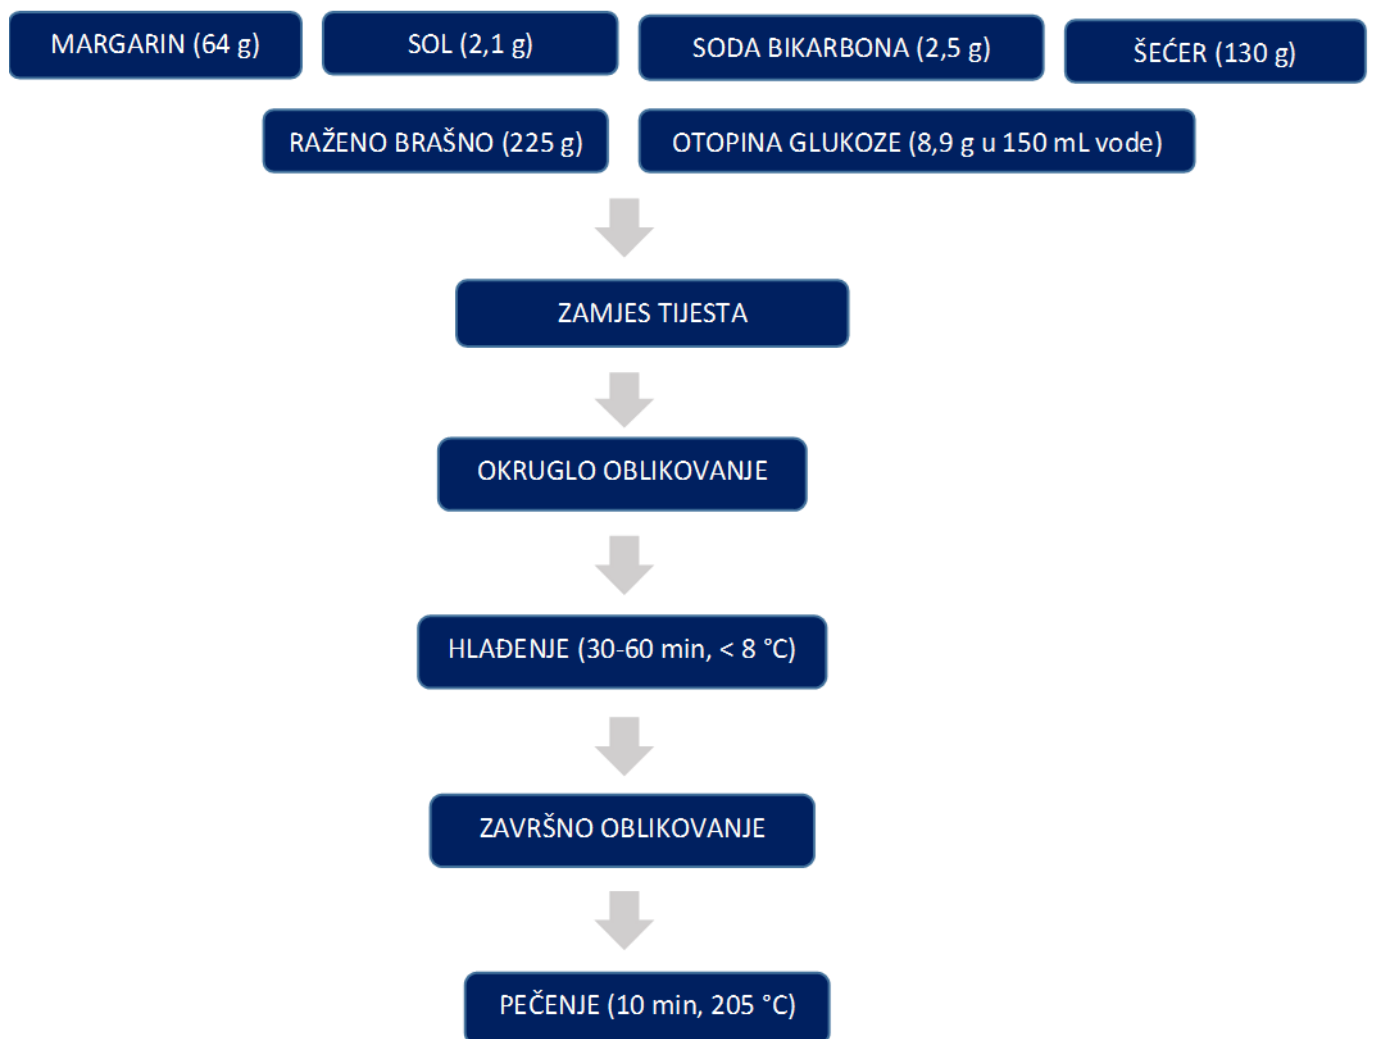 MARGARIN (64 g)
SOL (2,1 g)
SODA BIKARBONA (2,5 g)
ŠEĆER (130 g)
RAŽENO BRAŠNO (225 g)
OTOPINA GLUKOZE (8,9 g u 150 mL vode)
ZAMJES TIJESTA
OKRUGLO OBLIKOVANJE
HLAĐENJE (30-60 min, < 8 °C)
ZAVRŠNO OBLIKOVANJE
PEČENJE (10 min, 205 °C)